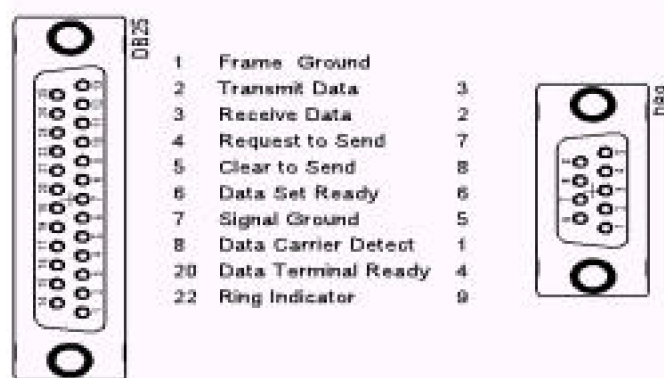 DB25
1 Frame Ground
2 Transmit Data 3
3 Receive Data 2
4 Request to Send 7
5 Clear to Send 8
6 Data Set Ready 6
7 Signal Ground 5
8 Data Carrier Detect 1
20 Data Terminal Ready 4
22 Ring Indicator 9